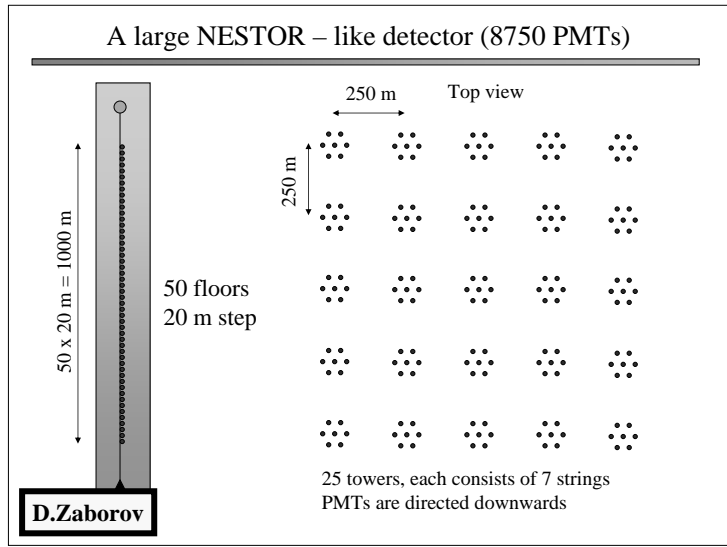 A large NESTOR – like detector (8750 PMTs)
250 m
Top view
250 m
50 x 20 m = 1000 m
50 floors
20 m step
25 towers, each consists of 7 strings
PMTs are directed downwards
D.Zaborov